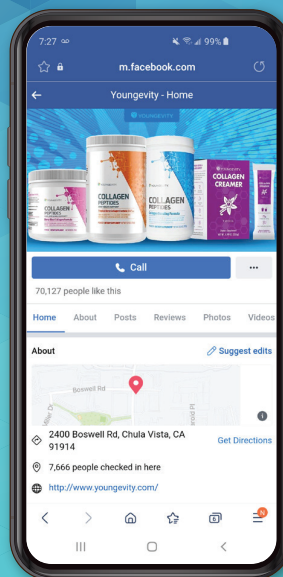 7:27
99%
m.facebook.com
Youngevity - Home
YOUNGEVITY
COLLAGEN
PEPTIDES
COLLAGEN
PEPTIDES
COLLAGEN
PEPTIDES
COLLAGEN
CREAMER
Call
70,127 people like this
Home About Posts Reviews Photos Videos
About
Suggest edits
Boswell Rd
2400 Boswell Rd, Chula Vista, CA
91914
Get Directions
7,666 people checked in here
http://www.youngevity.com/
N